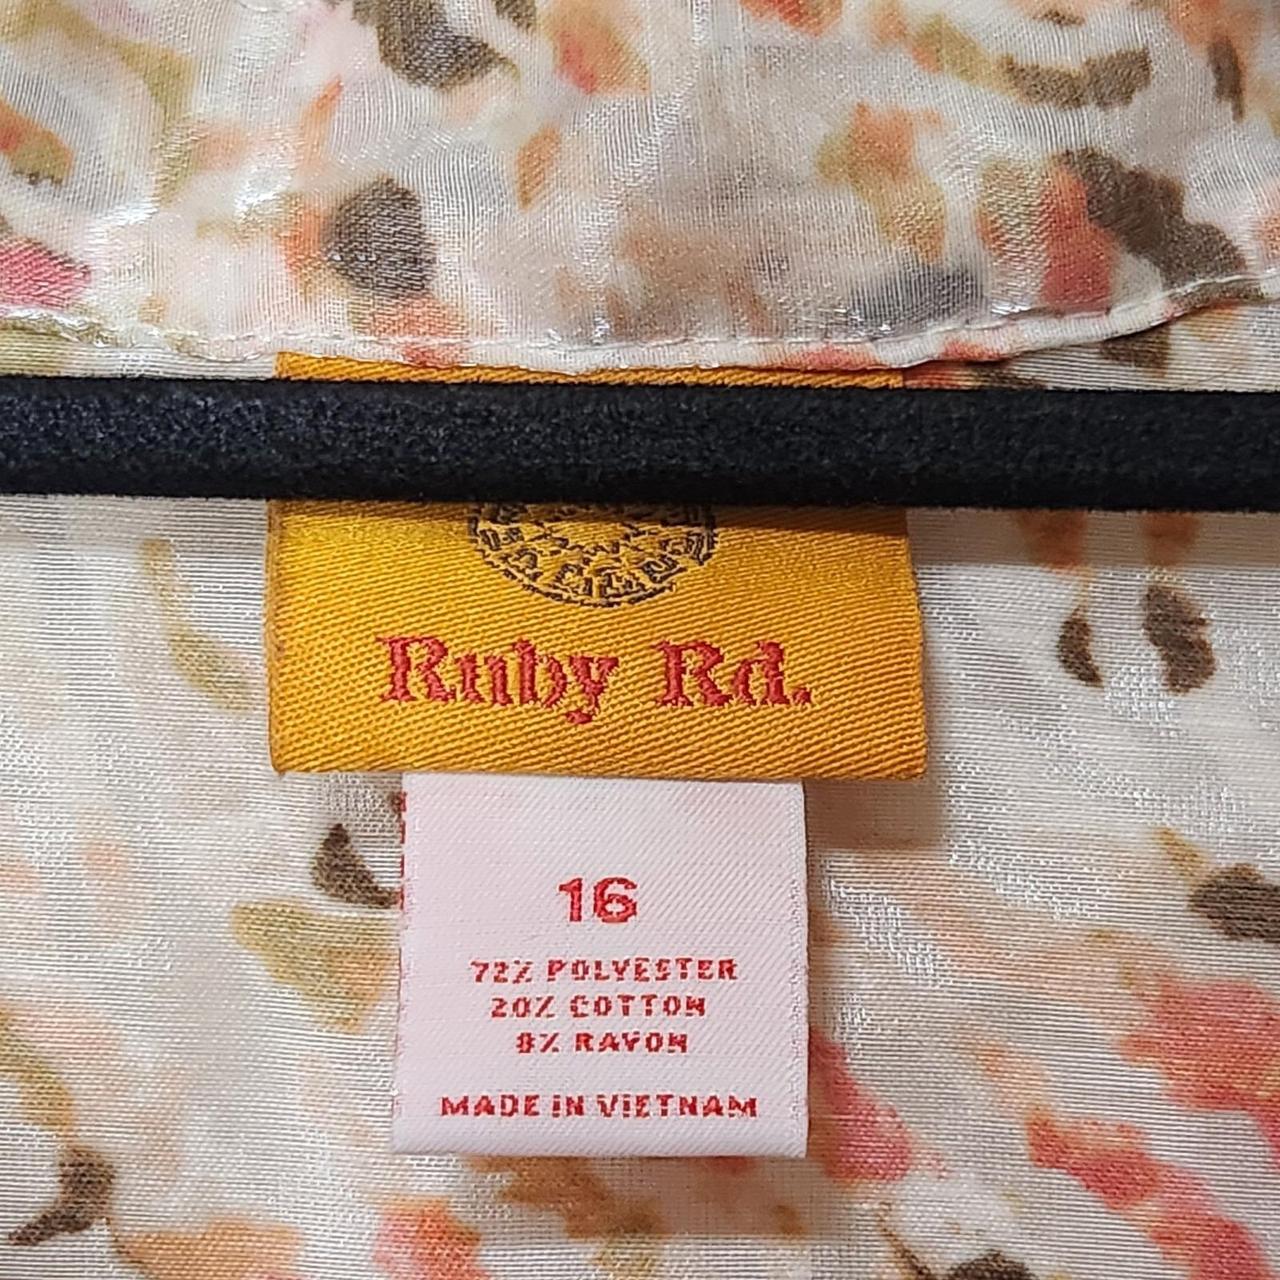 Ruby Rd.
16
72% POLYESTER
20% COTTON
8% RAYON
MADE IN VIETNAM